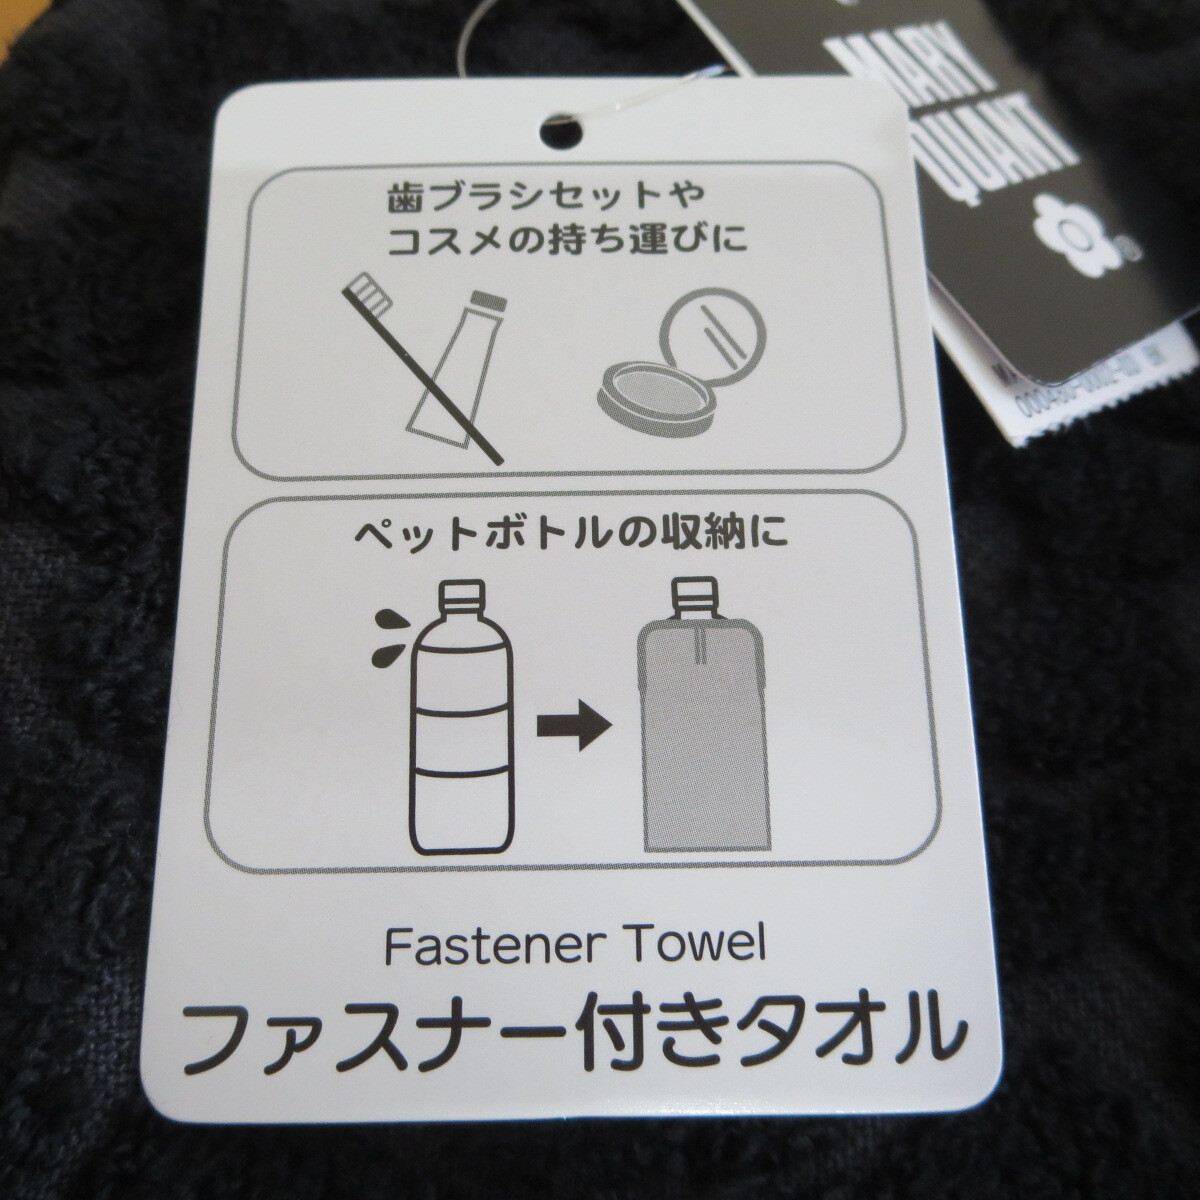 MARY
QUANT
®
歯ブラシセットや
コスメの持ち運びに
ペットボトルの収納に
Fastener Towel
ファスナー付きタオル